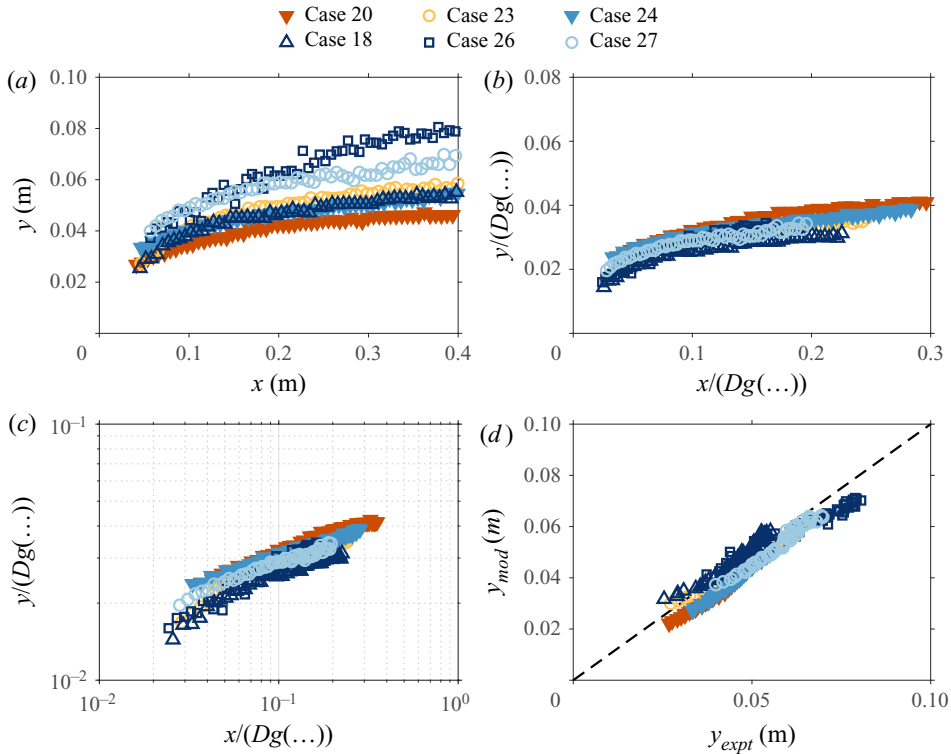 Case 20 Case 23 Case 24
Case 18 Case 26 Case 27
(a) (b)
0.10
0.08
0.06
0.04
0.02
0
0.1 0.2 0.3 0.4
y (m)
x (m)
0.08
0.06
0.04
0.02
0
0.1 0.2 0.3
y/(Dg(...))
x/(Dg(...))
(c) (d)
10–1
10–2
10–2 10–1 100
y/(Dg(...))
x/(Dg(...))
0.10
0.08
0.06
0.04
0.02
0
0.05 0.10
ymod (m)
yexpt (m)